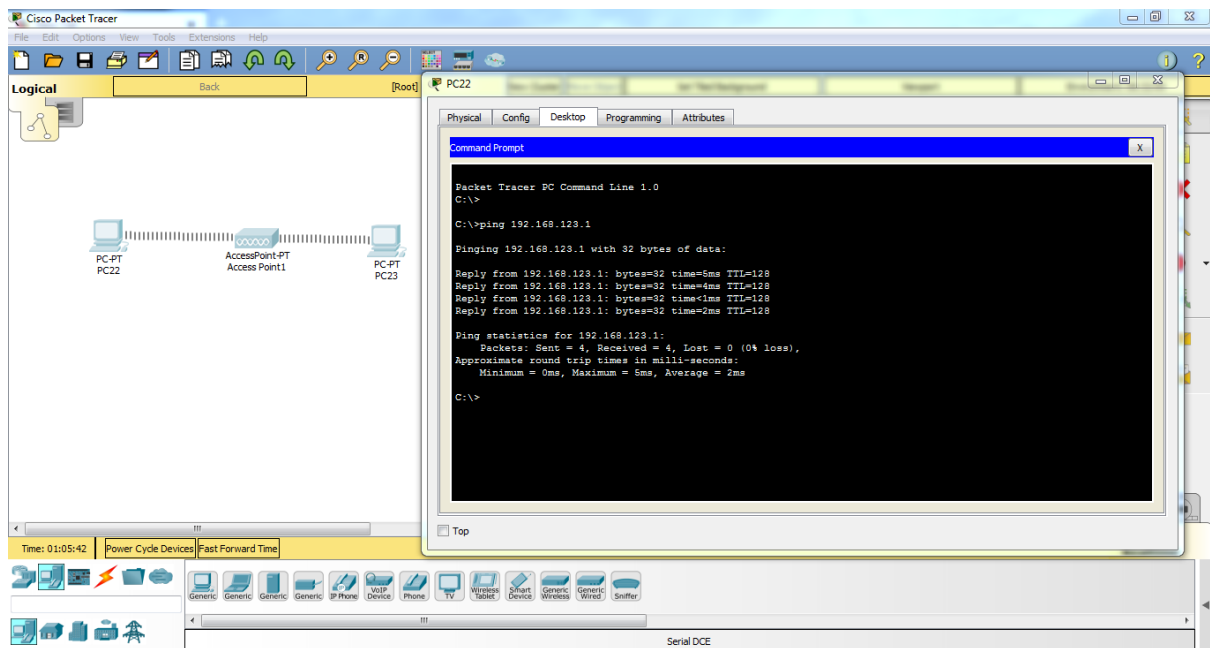 Cisco Packet Tracer
File Edit Options View Tools Extensions Help
Logical
Back
[Root]
PC-PT
PC22
AccessPoint-PT
Access Point1
PC-PT
PC23
PC22
Physical Config Desktop Programming Attributes
Command Prompt
X
Packet Tracer PC Command Line 1.0
C:\>
C:\>ping 192.168.123.1
Pinging 192.168.123.1 with 32 bytes of data:
Reply from 192.168.123.1: bytes=32 time=5ms TTL=128
Reply from 192.168.123.1: bytes=32 time=4ms TTL=128
Reply from 192.168.123.1: bytes=32 time<1ms TTL=128
Reply from 192.168.123.1: bytes=32 time=2ms TTL=128
Ping statistics for 192.168.123.1:
Packets: Sent = 4, Received = 4, Lost = 0 (0% loss),
Approximate round trip times in milli-seconds:
Minimum = 0ms, Maximum = 5ms, Average = 2ms
C:\>
Top
Time: 01:05:42 Power Cycle Devices Fast Forward Time
Generic Generic Generic Generic IP Phone VoIP Device Phone TV Wireless Tablet Smart Device Generic Wireless Generic Wired Sniffer
Serial DCE